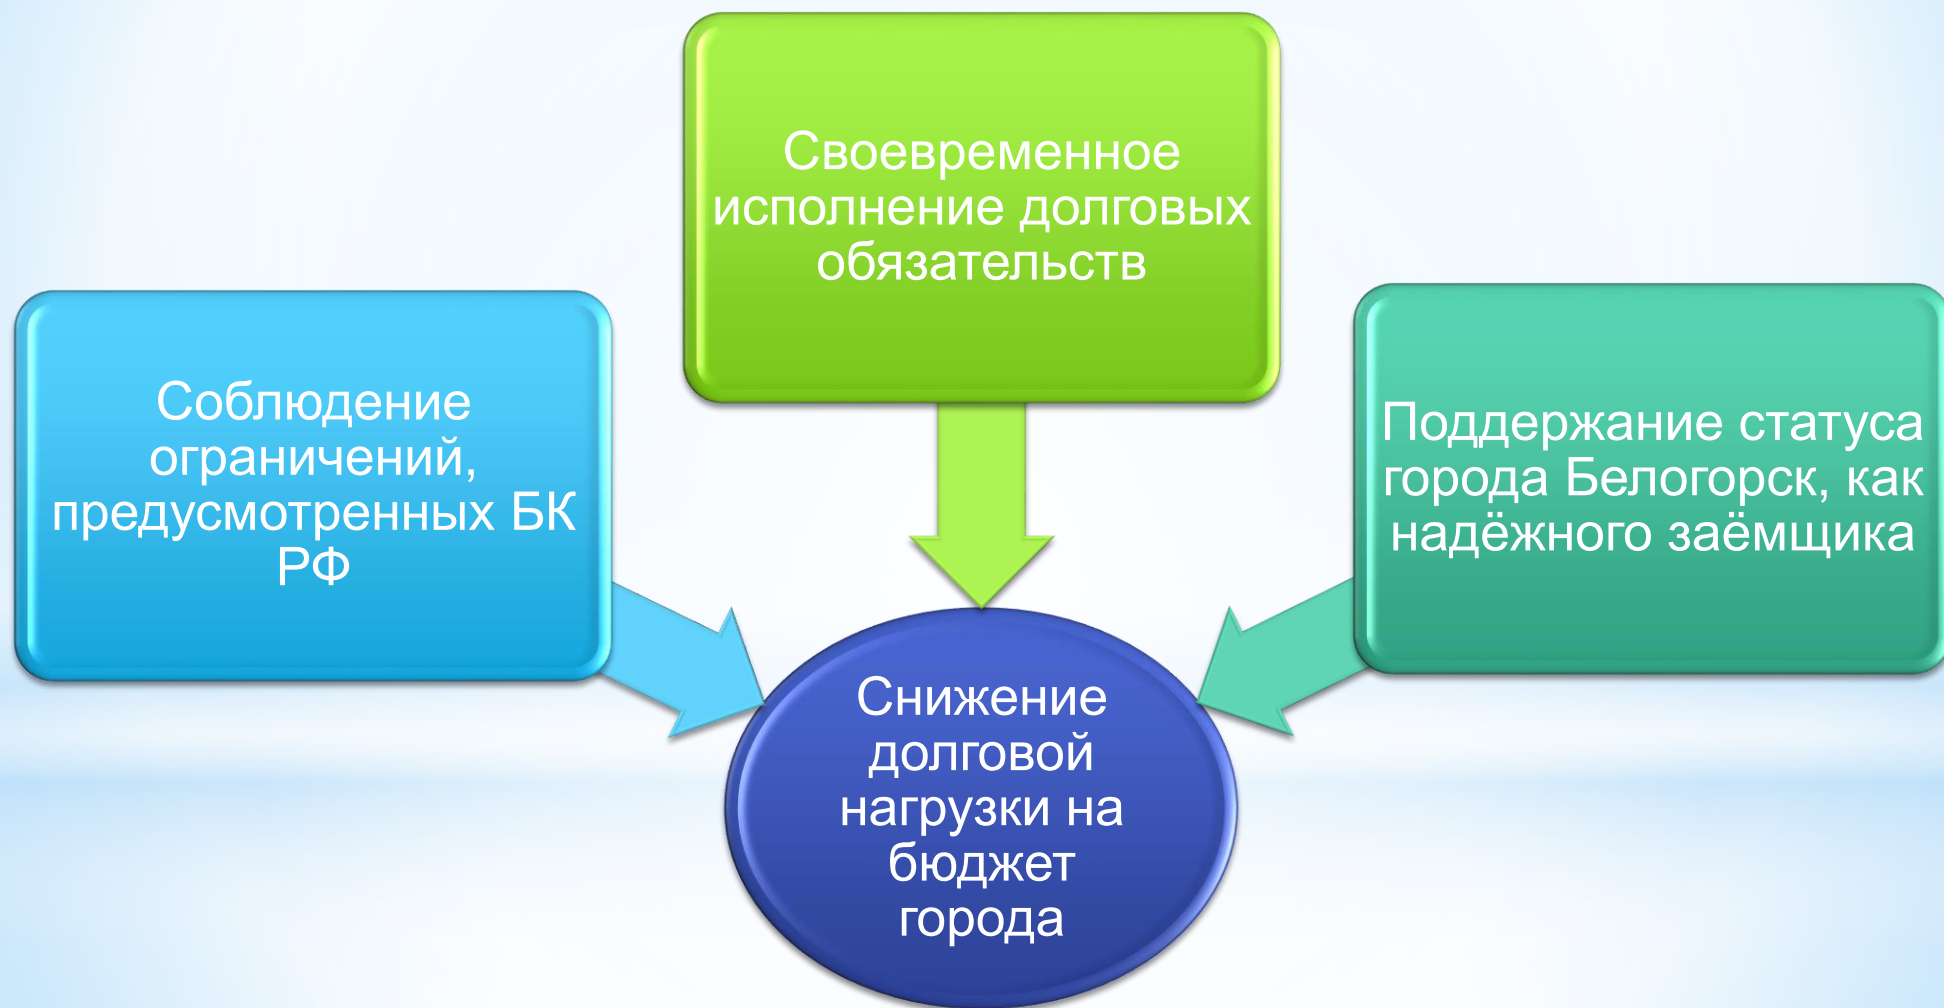 Своевременное
исполнение долговых
обязательств
Соблюдение
ограничений,
предусмотренных БК
РФ
Поддержание статуса
города Белогорск, как
надёжного заёмщика
Снижение
долговой
нагрузки на
бюджет
города